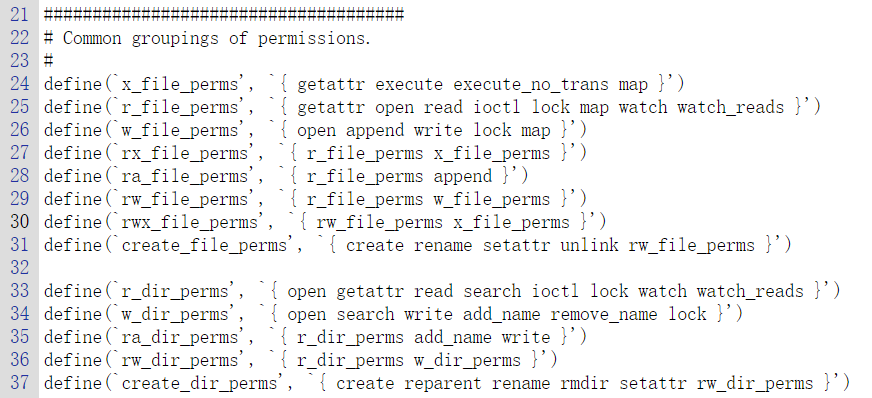 21 #####################################
22 # Common groupings of permissions.
23 #
24 define(`x_file_perms', `{ getattr execute execute_no_trans map }')
25 define(`r_file_perms', `{ getattr open read ioctl lock map watch watch_reads }')
26 define(`w_file_perms', `{ open append write lock map }')
27 define(`rx_file_perms', `{ r_file_perms x_file_perms }')
28 define(`ra_file_perms', `{ r_file_perms append }')
29 define(`rw_file_perms', `{ r_file_perms w_file_perms }')
30 define(`rwx_file_perms', `{ rw_file_perms x_file_perms }')
31 define(`create_file_perms', `{ create rename setattr unlink rw_file_perms }')
32
33 define(`r_dir_perms', `{ open getattr read search ioctl lock watch watch_reads }')
34 define(`w_dir_perms', `{ open search write add_name remove_name lock }')
35 define(`ra_dir_perms', `{ r_dir_perms add_name write }')
36 define(`rw_dir_perms', `{ r_dir_perms w_dir_perms }')
37 define(`create_dir_perms', `{ create reparent rename rmdir setattr rw_dir_perms }')